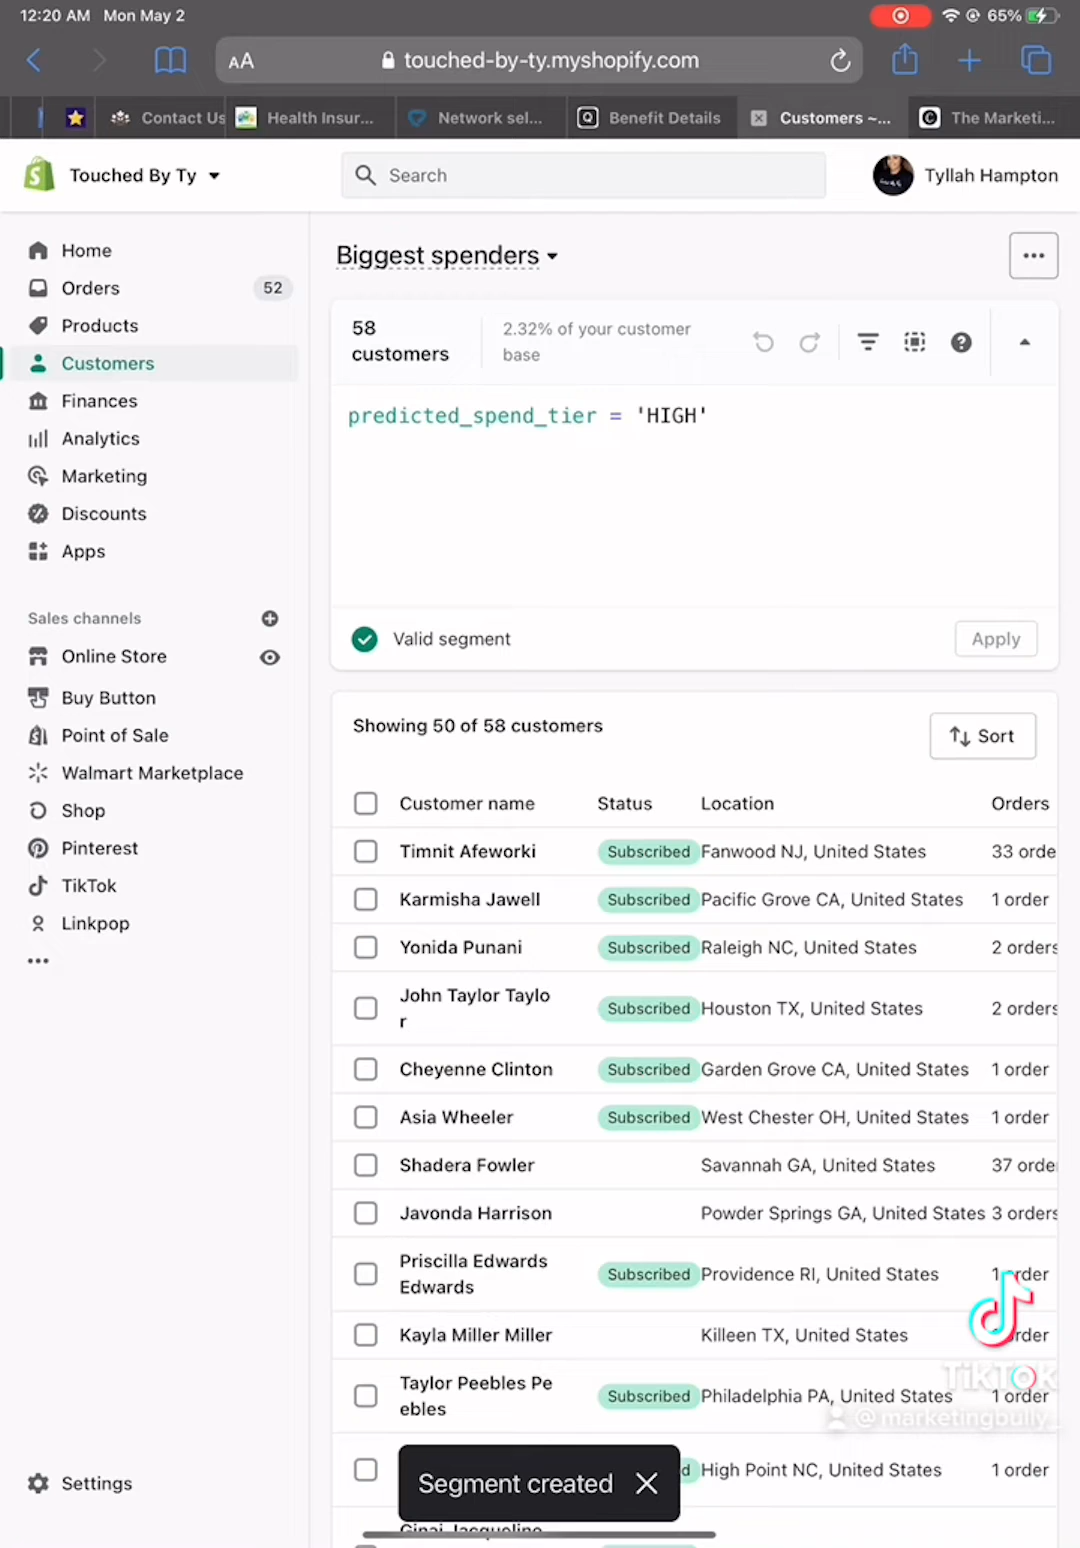 12:20 AM Mon May 2
65%
AA
touched-by-ty.myshopify.com
Contact Us
Health Insur...
Network sel...
Benefit Details
Customers ~...
The Marketi...
Touched By Ty
Search
Tyllah Hampton
Home
Orders
52
Products
Customers
Finances
Analytics
Marketing
Discounts
Apps
Sales channels
Online Store
Buy Button
Point of Sale
Walmart Marketplace
Shop
Pinterest
TikTok
Linkpop
Settings
Biggest spenders
58
customers
2.32% of your customer
base
predicted_spend_tier = 'HIGH'
Valid segment
Apply
Showing 50 of 58 customers
Sort
Customer name Status Location Orders
Timnit Afeworki Subscribed Fanwood NJ, United States 33 orde
Karmisha Jawell Subscribed Pacific Grove CA, United States 1 order
Yonida Punani Subscribed Raleigh NC, United States 2 orders
John Taylor Taylo
r
Subscribed Houston TX, United States 2 orders
Cheyenne Clinton Subscribed Garden Grove CA, United States 1 order
Asia Wheeler Subscribed West Chester OH, United States 1 order
Shadera Fowler Savannah GA, United States 37 orde
Javonda Harrison Powder Springs GA, United States 3 orders
Priscilla Edwards
Edwards
Subscribed Providence RI, United States 1 order
Kayla Miller Miller Killeen TX, United States rder
TikTok
Taylor Peebles Pe
ebles
Subscribed Philadelphia PA, United States 1 order
@marketingbully_
High Point NC, United States 1 order
Segment created